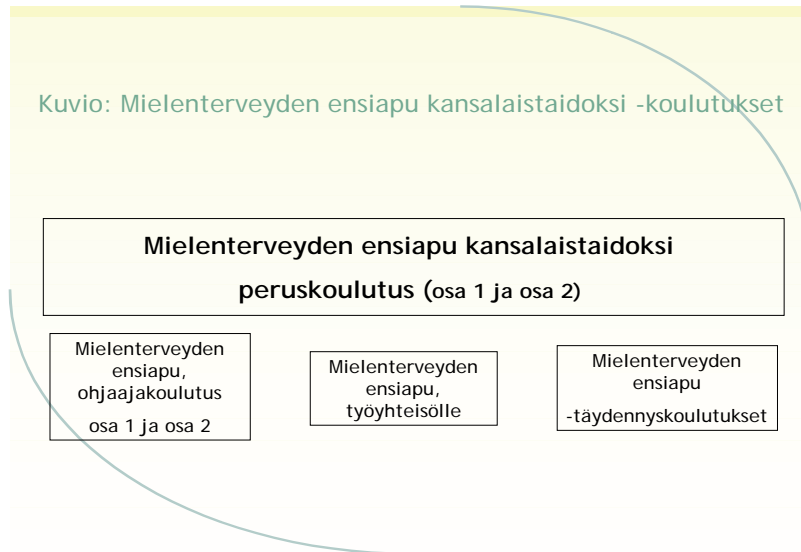 Kuvio: Mielenterveyden ensiapu kansalaistaidoksi -koulutukset
Mielenterveyden ensiapu kansalaistaidoksi
peruskoulutus (osa 1 ja osa 2)
Mielenterveyden
ensiapu,
ohjaajakoulutus
osa 1 ja osa 2
Mielenterveyden
ensiapu,
työyhteisölle
Mielenterveyden
ensiapu
-täydennyskoulutukset